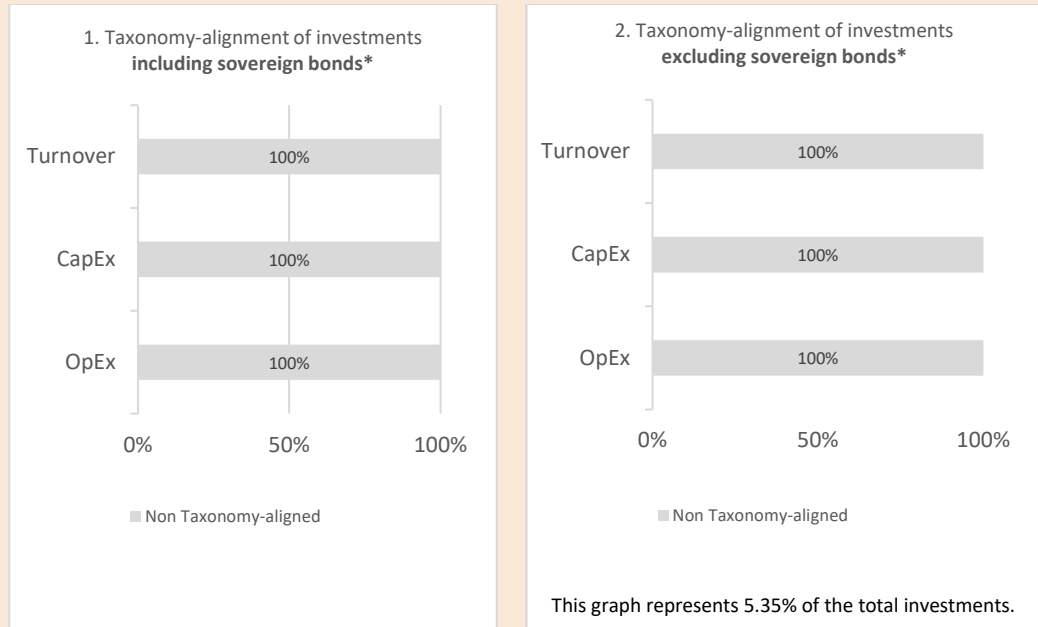 1. Taxonomy-alignment of investments
including sovereign bonds*
Turnover
100%
CapEx
100%
OpEx
100%
0%
50%
100%
Non Taxonomy-aligned
2. Taxonomy-alignment of investments
excluding sovereign bonds*
Turnover
100%
CapEx
100%
OpEx
100%
0%
50%
100%
Non Taxonomy-aligned
This graph represents 5.35% of the total investments.